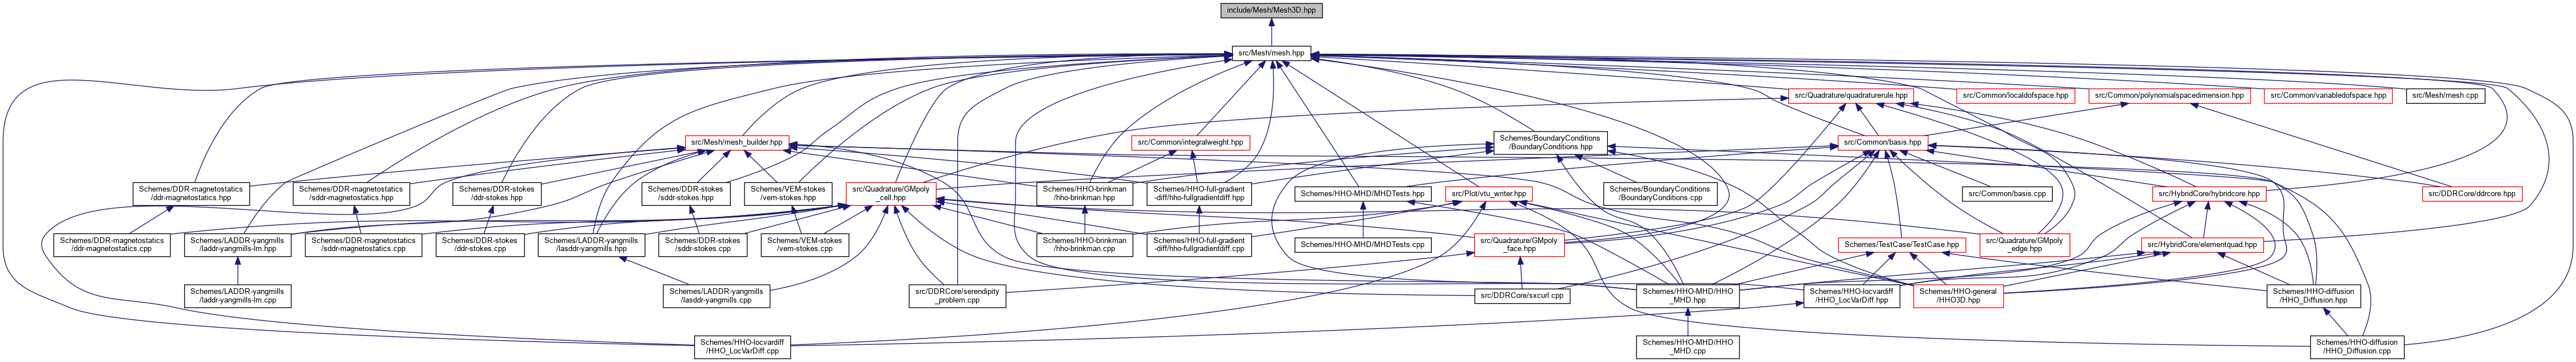 include/Mesh/Mesh3D.hpp
src/Mesh/mesh.hpp
src/Quadrature/quadraturerule.hpp
src/Common/localdofspace.hpp
src/Common/polynomialspacedimension.hpp
src/Common/variabledofspace.hpp
src/Mesh/mesh.cpp
src/Mesh/mesh_builder.hpp
src/Common/integralweight.hpp
Schemes/BoundaryConditions
/BoundaryConditions.hpp
src/Common/basis.hpp
Schemes/DDR-magnetostatics
/ddr-magnetostatics.hpp
Schemes/DDR-magnetostatics
/sddr-magnetostatics.hpp
Schemes/DDR-stokes
/ddr-stokes.hpp
Schemes/DDR-stokes
/sddr-stokes.hpp
Schemes/VEM-stokes
/vem-stokes.hpp
src/Quadrature/GMpoly
_cell.hpp
Schemes/HHO-brinkman
/hho-brinkman.hpp
Schemes/HHO-full-gradient
-diff/hho-fullgradientdiff.hpp
Schemes/HHO-MHD/MHDTests.hpp
src/Plot/vtu_writer.hpp
Schemes/BoundaryConditions
/BoundaryConditions.cpp
src/Common/basis.cpp
src/HybridCore/hybridcore.hpp
src/DDRCore/ddrcore.hpp
Schemes/DDR-magnetostatics
/ddr-magnetostatics.cpp
Schemes/LADDR-yangmills
/laddr-yangmills-lm.hpp
Schemes/DDR-magnetostatics
/sddr-magnetostatics.cpp
Schemes/DDR-stokes
/ddr-stokes.cpp
Schemes/LADDR-yangmills
/lasddr-yangmills.hpp
Schemes/DDR-stokes
/sddr-stokes.cpp
Schemes/VEM-stokes
/vem-stokes.cpp
Schemes/HHO-brinkman
/hho-brinkman.cpp
Schemes/HHO-full-gradient
-diff/hho-fullgradientdiff.cpp
Schemes/HHO-MHD/MHDTests.cpp
src/Quadrature/GMpoly
_face.hpp
Schemes/TestCase/TestCase.hpp
src/Quadrature/GMpoly
_edge.hpp
src/HybridCore/elementquad.hpp
Schemes/LADDR-yangmills
/laddr-yangmills-lm.cpp
Schemes/LADDR-yangmills
/lasddr-yangmills.cpp
src/DDRCore/serendipity
_problem.cpp
src/DDRCore/sxcurl.cpp
Schemes/HHO-MHD/HHO
_MHD.hpp
Schemes/HHO-locvardiff
/HHO_LocVarDiff.hpp
Schemes/HHO-general
/HHO3D.hpp
Schemes/HHO-diffusion
/HHO_Diffusion.hpp
Schemes/HHO-locvardiff
/HHO_LocVarDiff.cpp
Schemes/HHO-MHD/HHO
_MHD.cpp
Schemes/HHO-diffusion
/HHO_Diffusion.cpp